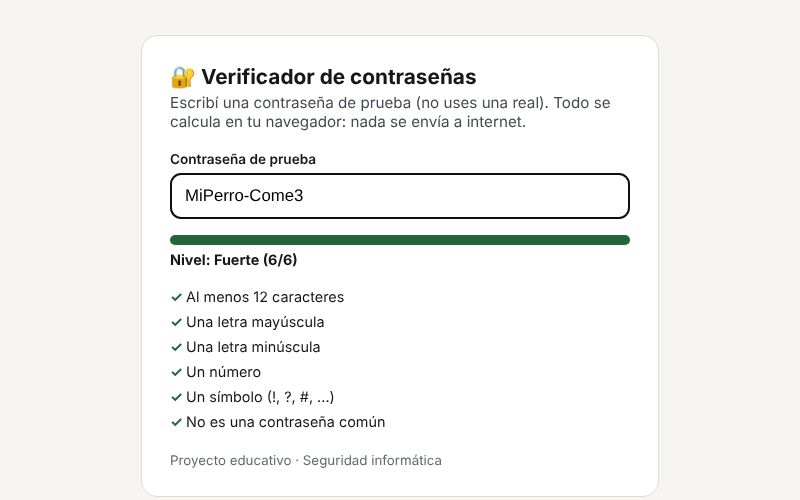 🔐 Verificador de contraseñas
Escribí una contraseña de prueba (no uses una real). Todo se
calcula en tu navegador: nada se envía a internet.
Contraseña de prueba
MiPerro-Come3
Nivel: Fuerte (6/6)
✓ Al menos 12 caracteres
✓ Una letra mayúscula
✓ Una letra minúscula
✓ Un número
✓ Un símbolo (!, ?, #, ...)
✓ No es una contraseña común
Proyecto educativo · Seguridad informática